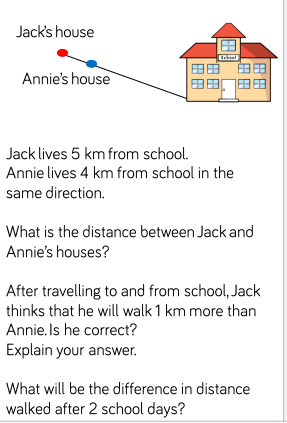 Jack's house
School
Annie's house
Jack lives 5 km from school.
Annie lives 4 km from school in the
same direction.
What is the distance between Jack and
Annie's houses?
After travelling to and from school, Jack
thinks that he will walk 1 km more than
Annie. Is he correct?
Explain your answer.
What will be the difference in distance
walked after 2 school days?